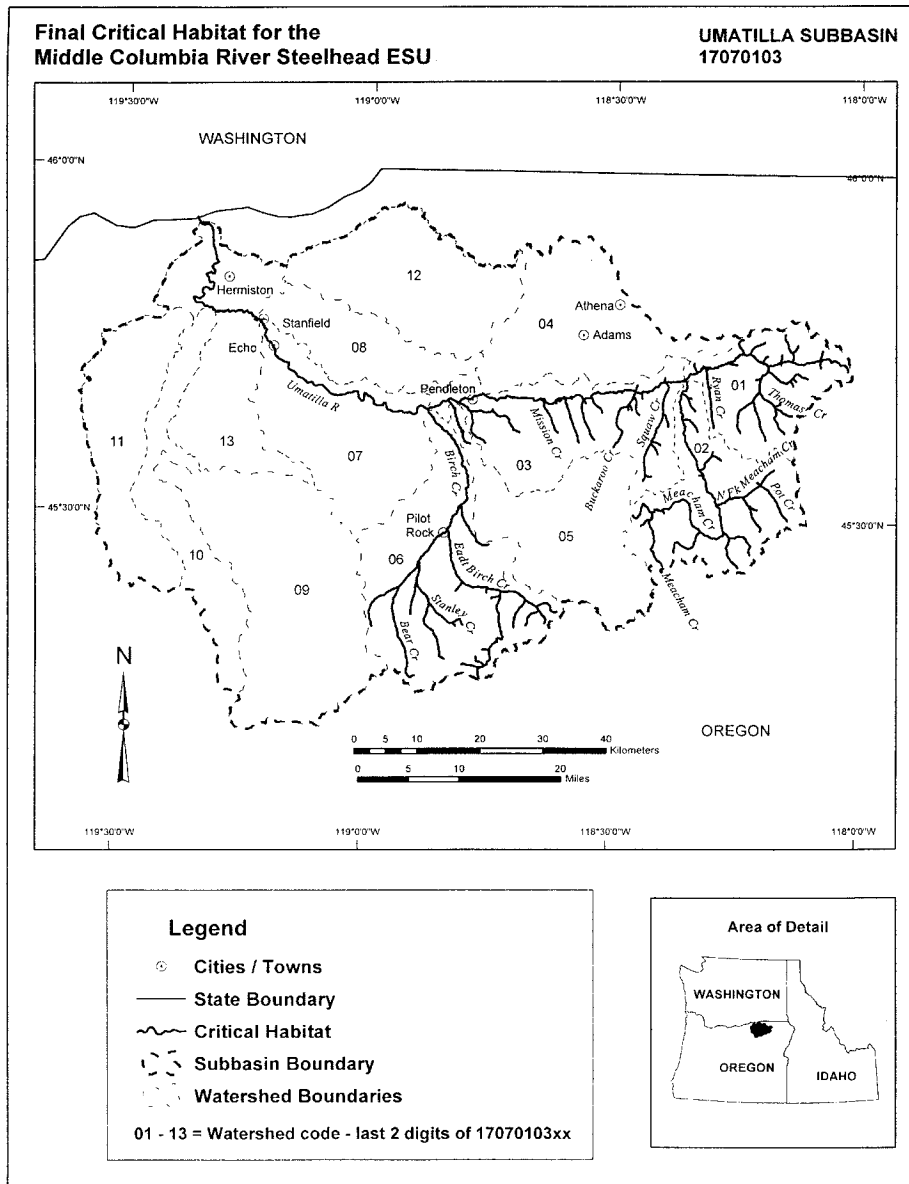 Final Critical Habitat for the
Middle Columbia River Steelhead ESU
UMATILLA SUBBASIN
17070103
119°30'0"W
119°0'0"W
118°30'0"W
118°0'0"W
WASHINGTON
46°0'0"N
46°0'0"N
12
Hermiston
Athena
04
Adams
Stanfield
08
Echo
Umatilla R
Pendleton
Ryan Cr
01
Thomas Cr
Mission Cr
Squaw Cr
11
13
07
Birch Cr
03
Buckaroo Cr
02
N Fk Meacham Cr
Pot Cr
Meacham Cr
45°30'0"N
45°30'0"N
Pilot
Rock
10
09
06
05
East Birch Cr
Stanley Cr
Bear Cr
Meacham Cr
N
OREGON
0 5 10 20 30 40
Kilometers
0 5 10 20
Miles
119°30'0"W
119°0'0"W
118°30'0"W
118°0'0"W
Legend
Cities / Towns
State Boundary
Critical Habitat
Subbasin Boundary
Watershed Boundaries
01 - 13 = Watershed code - last 2 digits of 17070103xx
Area of Detail
WASHINGTON
OREGON
IDAHO